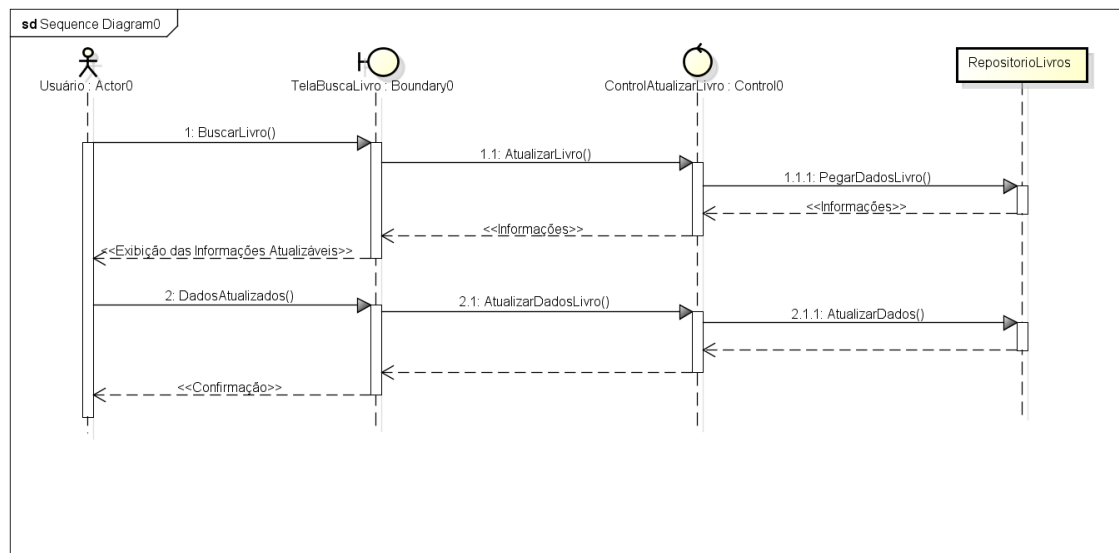 sd Sequence Diagram0
Usuário : Actor0
TelaBuscaLivro : Boundary0
ControlAtualizarLivro : Control0
RepositorioLivros
1: BuscarLivro()
1.1: AtualizarLivro()
1.1.1: PegarDadosLivro()
<<Informações>>
<<Informações>>
<<Exibição das Informações Atualizáveis>>
2: DadosAtualizados()
2.1: AtualizarDadosLivro()
2.1.1: AtualizarDados()
<<Confirmação>>